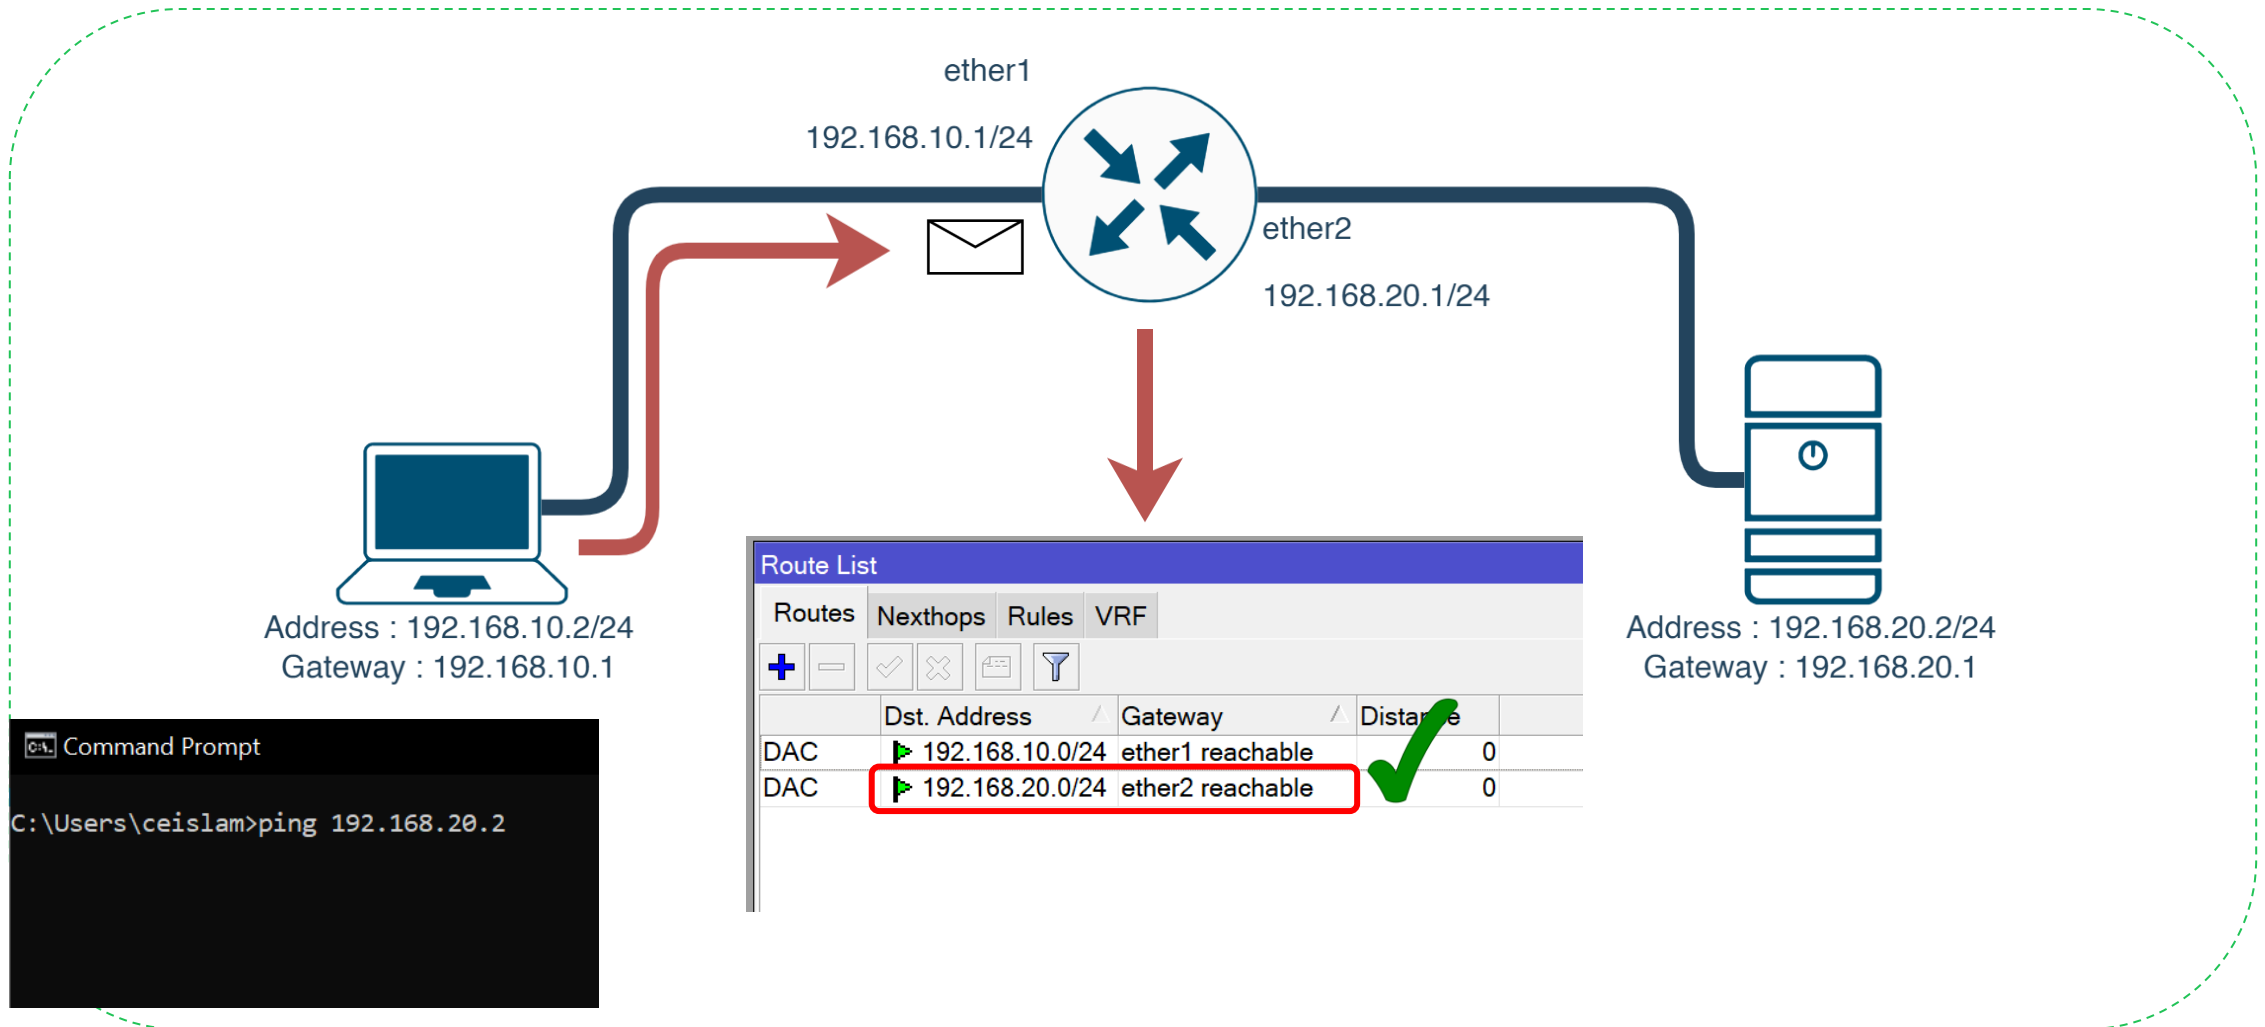 ether1
192.168.10.1/24
ether2
192.168.20.1/24
Address : 192.168.10.2/24
Gateway : 192.168.10.1
Address : 192.168.20.2/24
Gateway : 192.168.20.1
Route List
Routes Nexthops Rules VRF
Dst. Address Gateway Distance
DAC 192.168.10.0/24 ether1 reachable 0
DAC 192.168.20.0/24 ether2 reachable 0
C:\. Command Prompt
C:\Users\ceislam>ping 192.168.20.2